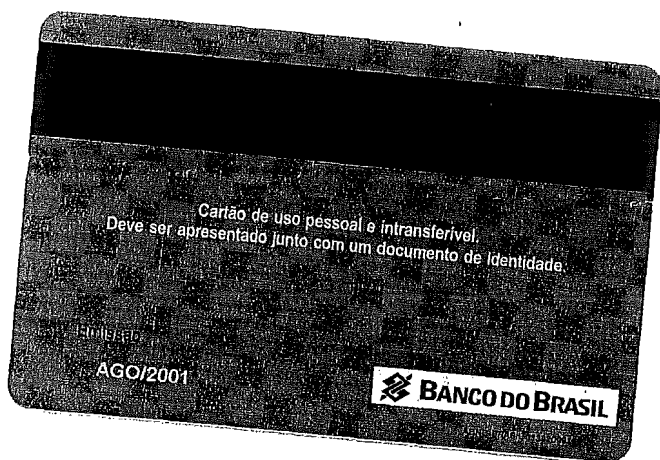 Cartão de uso pessoal e intransferível.
Deve ser apresentado junto com um documento de identidade.
AGO/2001
BANCO DO BRASIL